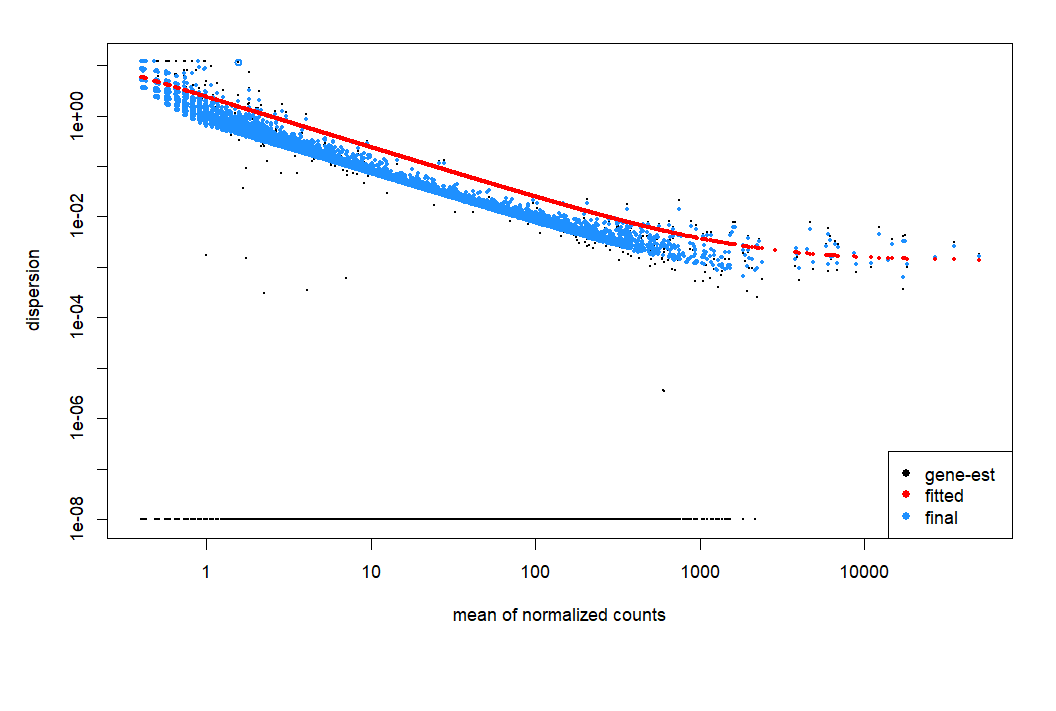 dispersion
1e+00
1e-02
1e-04
1e-06
1e-08
gene-est
fitted
final
1 10 100 1000 10000
mean of normalized counts